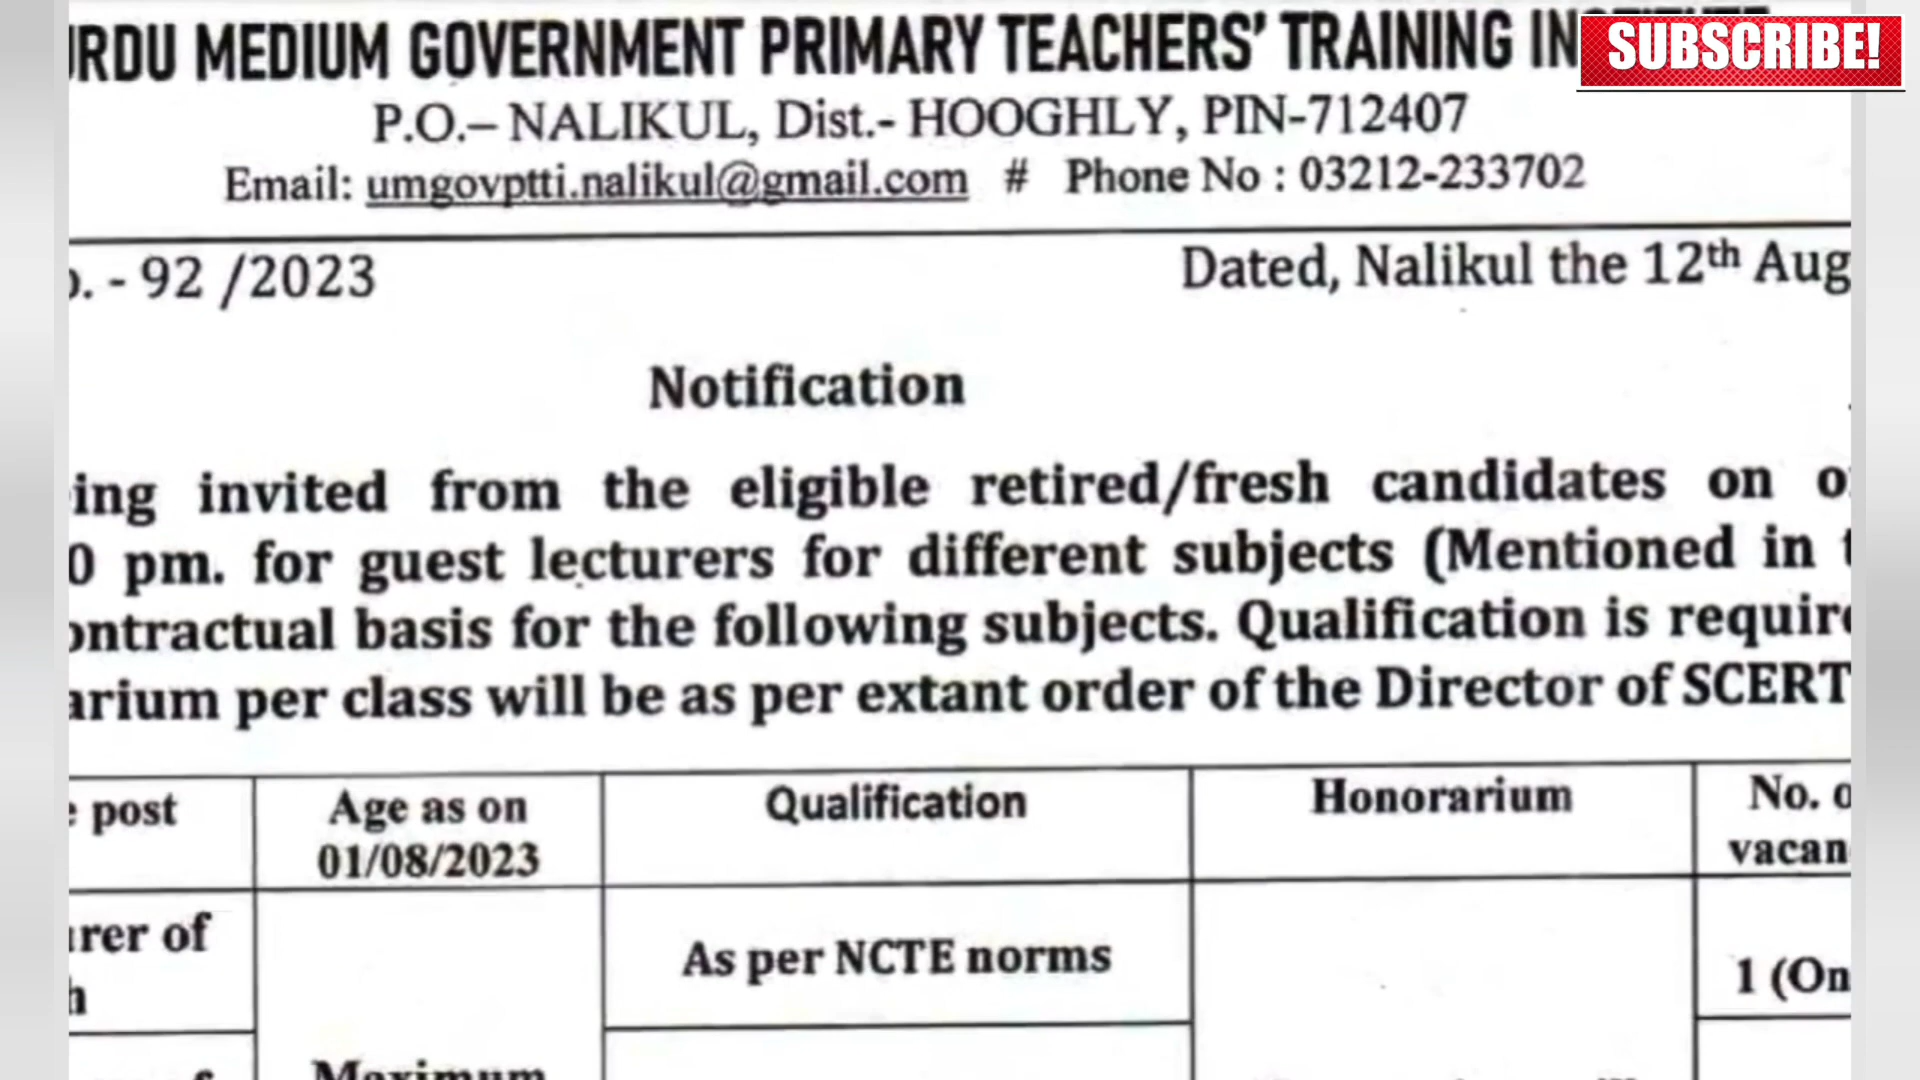 URDU MEDIUM GOVERNMENT PRIMARY TEACHERS' TRAINING
SUBSCRIBE!
P.O.– NALIKUL, Dist.- HOOGHLY, PIN-712407
Email: umgovptti.nalikul@gmail.com # Phone No : 03212-233702
. - 92 /2023
Dated, Nalikul the 12th Aug
Notification
ing invited from the eligible retired/fresh candidates on
0 pm. for guest lecturers for different subjects (Mentioned in
ontractual basis for the following subjects. Qualification is requir
arium per class will be as per extant order of the Director of SCERT
post
Age as on
01/08/2023
Qualification
Honorarium
No.
vacan
rer of
As per NCTE norms
1 (On
Maximum